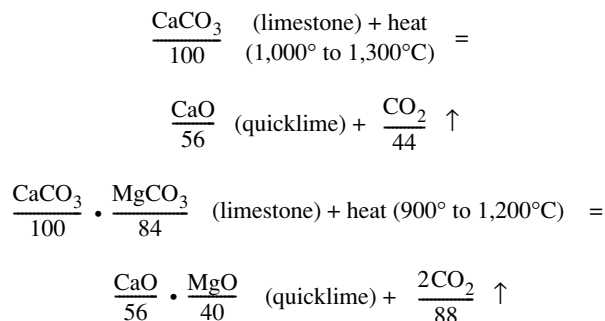 CaCO₃ (limestone) + heat
100 (1,000° to 1,300°C) =
CaO (quicklime) + CO₂ ↑
56 44
CaCO₃ • MgCO₃ (limestone) + heat (900° to 1,200°C) =
100 84
CaO • MgO (quicklime) + 2CO₂ ↑
56 40 88